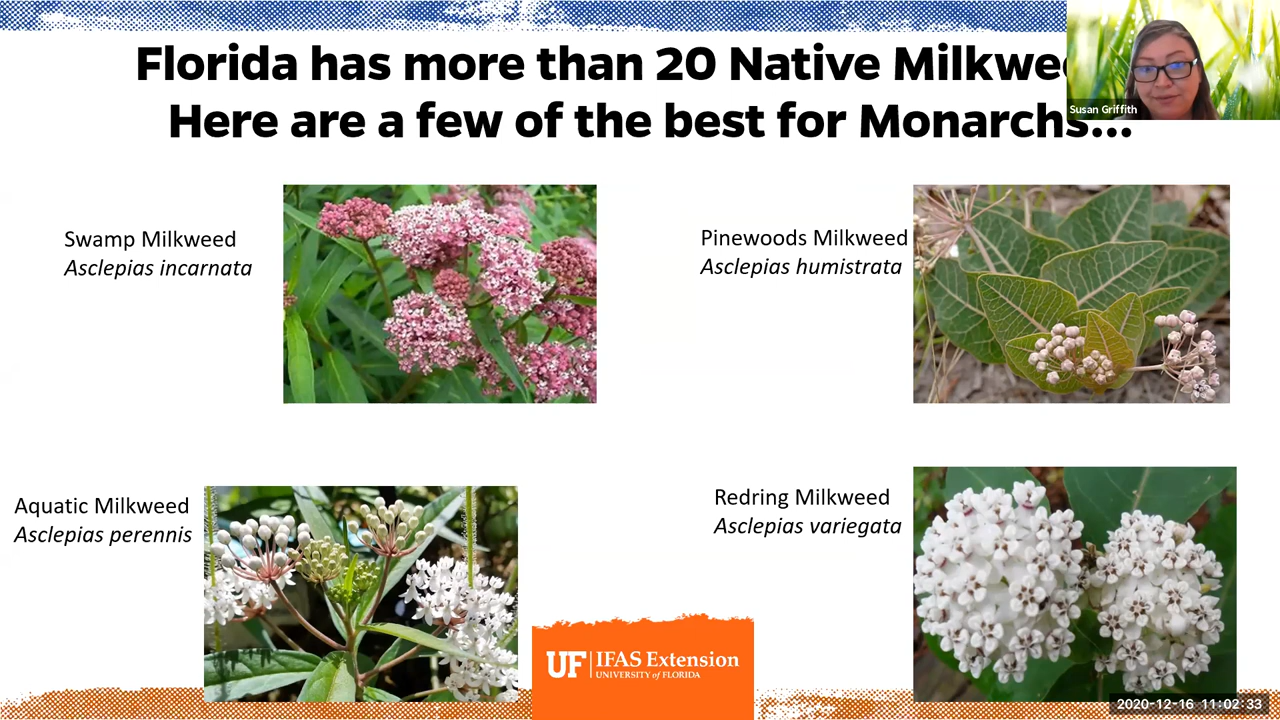 Florida has more than 20 Native
Here are a few of the best for Monarchs...
Susan Griffith
Swamp Milkweed
Asclepias incarnata
Pinewoods Milkweed
Asclepias humistrata
Aquatic Milkweed
Asclepias perennis
Redring Milkweed
Asclepias variegata
UF IFAS Extension
UNIVERSITY of FLORIDA
2020-12-16 11:02:33